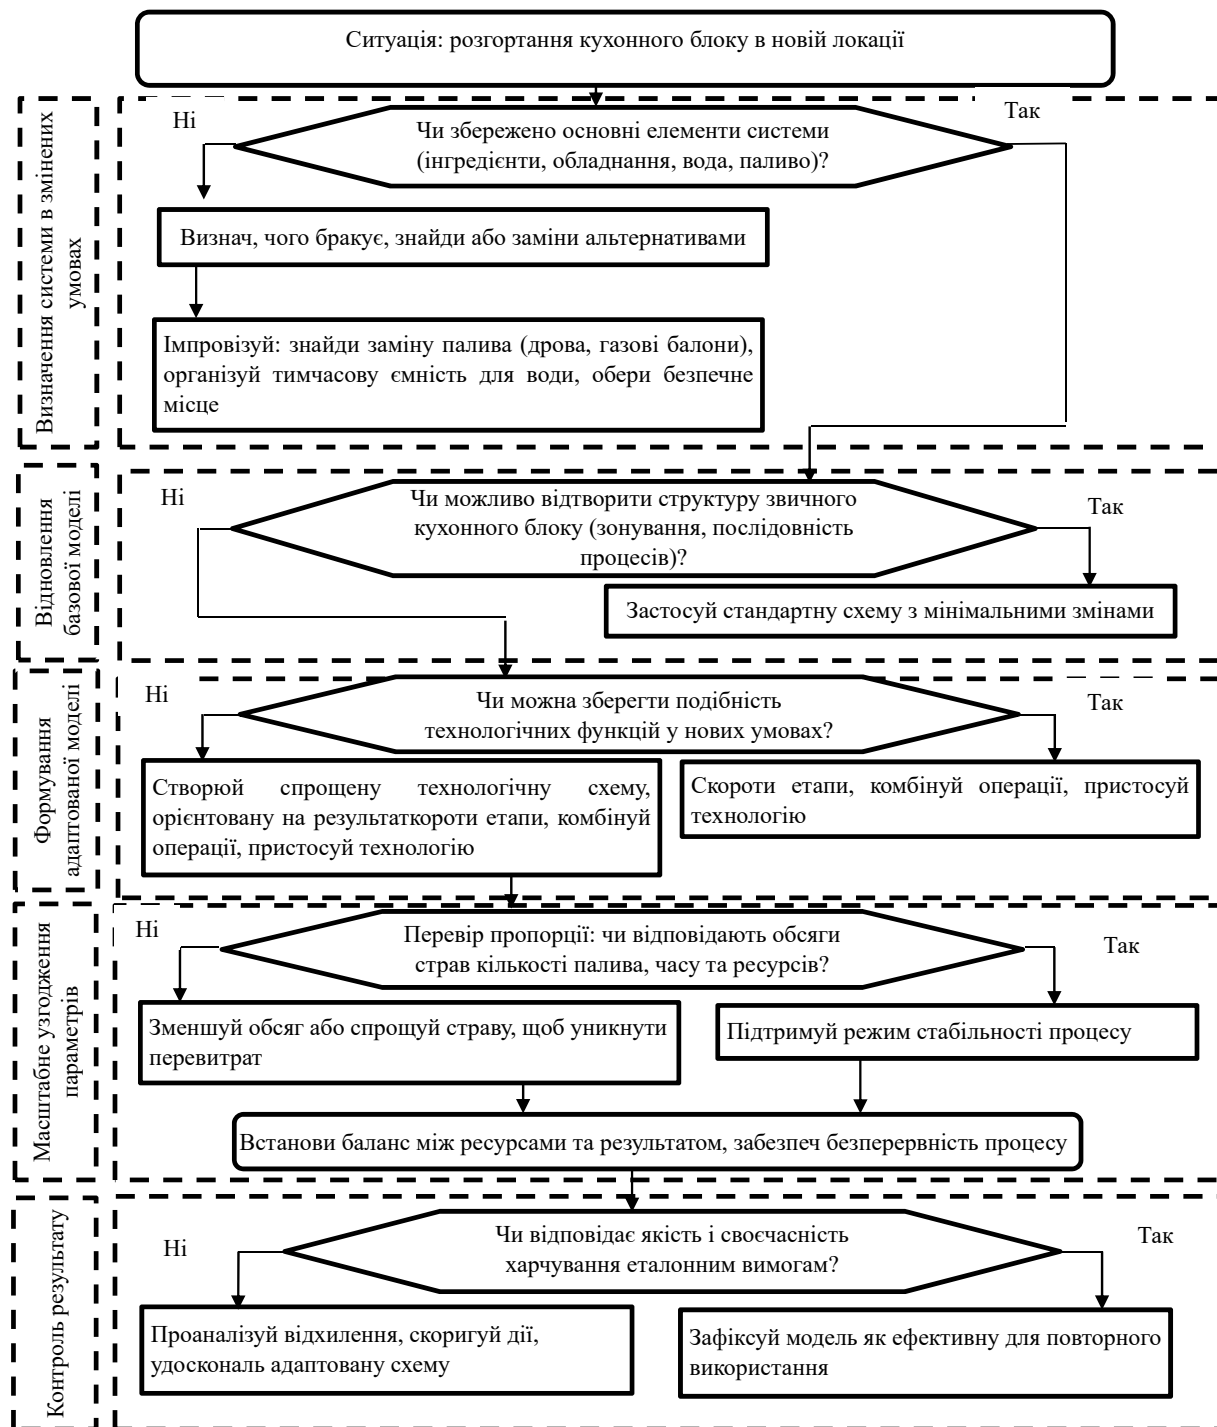 Ситуація: розгортання кухонного блоку в новій локації
Визначення системи в змінених
умовах
Ні
Так
Чи збережено основні елементи системи
(інгредієнти, обладнання, вода, паливо)?
Визнач, чого бракує, знайди або заміни альтернативами
Імпровізуй: знайди заміну палива (дрова, газові балони),
організуй тимчасову ємність для води, обери безпечне
місце
Відновлення
базової моделі
Ні
Так
Чи можливо відтворити структуру звичного
кухонного блоку (зонування, послідовність
процесів)?
Застосуй стандартну схему з мінімальними змінами
Формування
адаптованої моделі
Ні
Так
Чи можна зберегти подібність
технологічних функцій у нових умовах?
Створюй спрощену технологічну схему,
орієнтовану на результаткороти етапи, комбінуй
операції, пристосуй технологію
Скороти етапи, комбінуй операції, пристосуй
технологію
Масштабне узгодження
параметрів
Ні
Так
Перевір пропорції: чи відповідають обсяги
страв кількості палива, часу та ресурсів?
Зменшуй обсяг або спрощуй страву, щоб уникнути
перевитрат
Підтримуй режим стабільності процесу
Встанови баланс між ресурсами та результатом, забезпеч безперервність процесу
Контроль результату
Ні
Так
Чи відповідає якість і своєчасність
харчування еталонним вимогам?
Проаналізуй відхилення, скоригуй дії,
удоскональ адаптовану схему
Зафіксуй модель як ефективну для повторного
використання